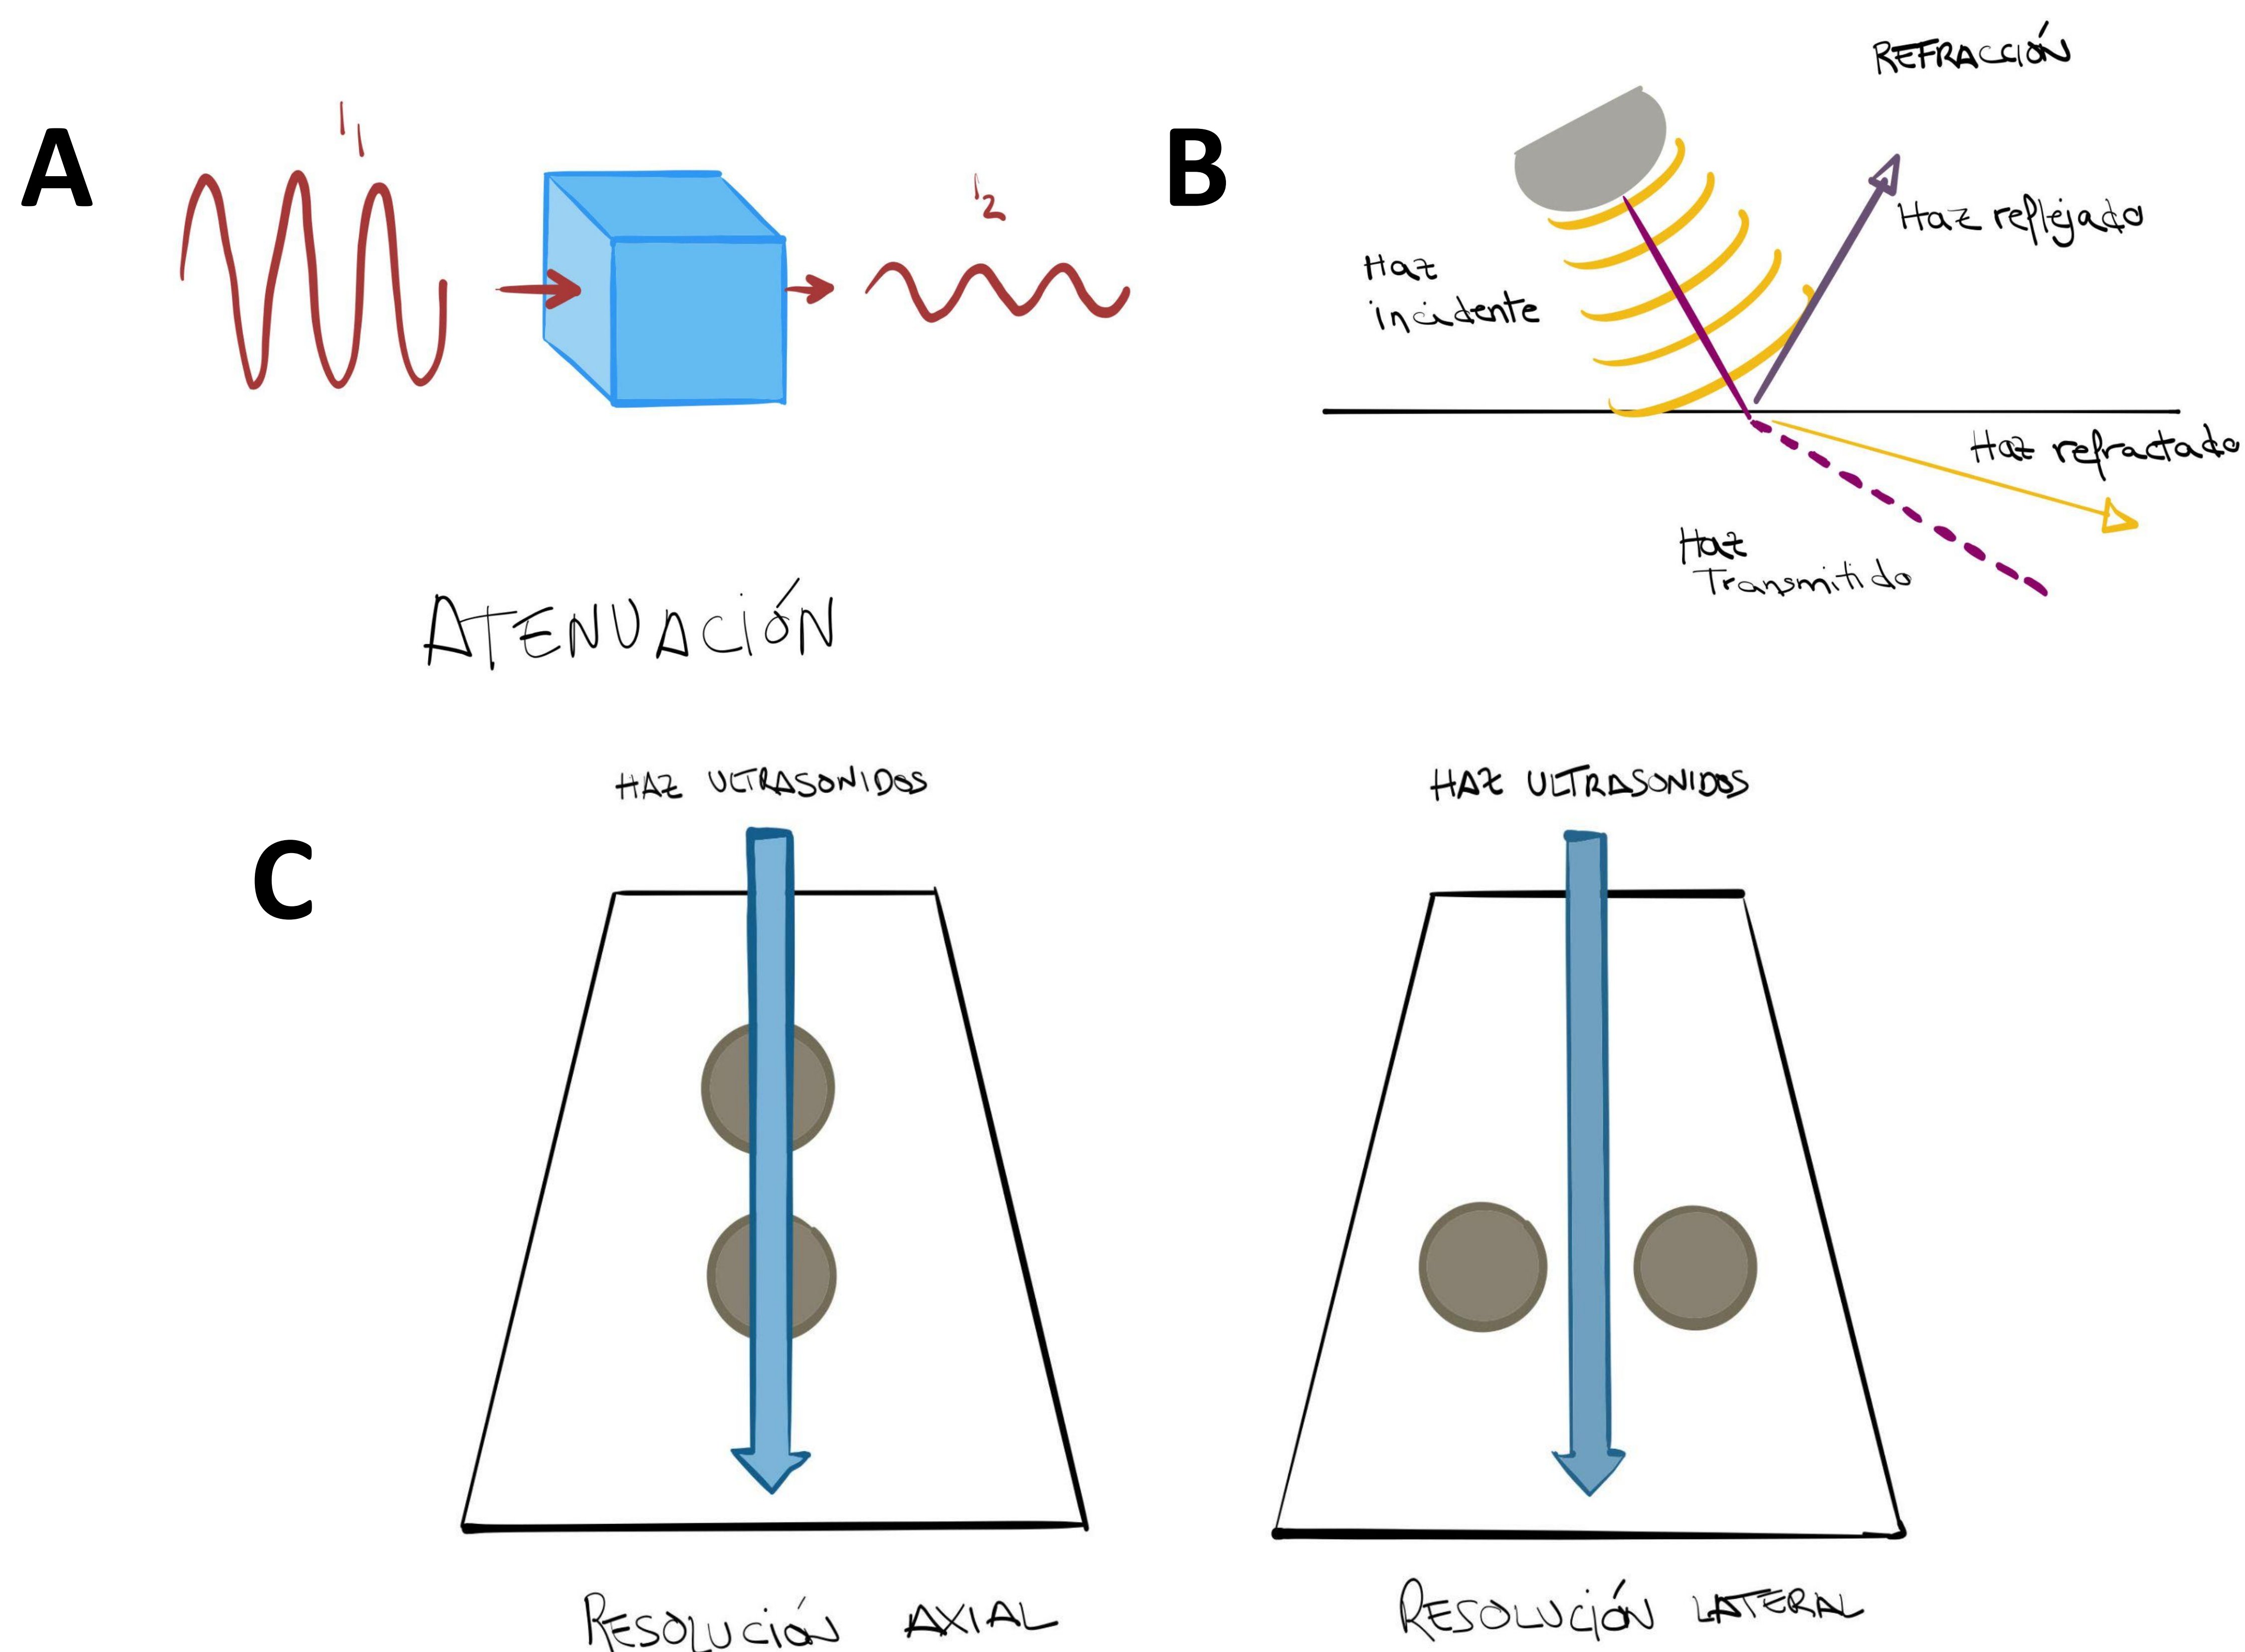 A
I1
I2
ATENUACIÓN
B
REFRACCIÓN
Haz reflejado
Haz
incidente
Haz refractado
Haz
Transmitido
C
HAZ ULTRASONIDOS
RESOLUCIÓN AXIAL
HAZ ULTRASONIDOS
RESOLUCIÓN LATERAL